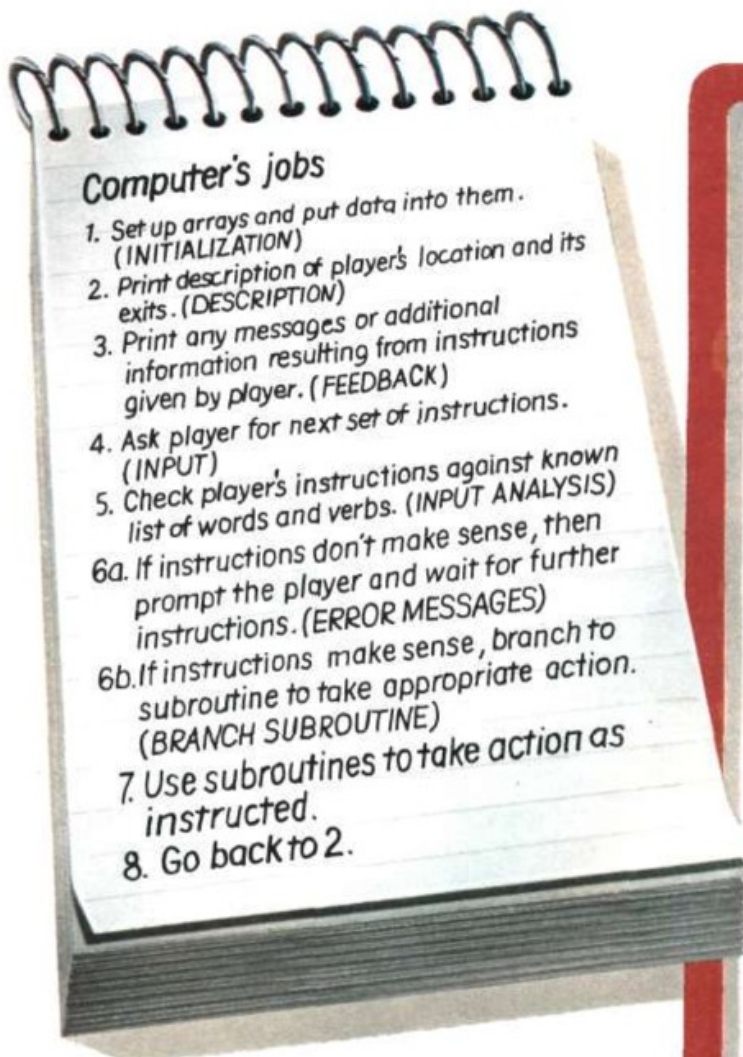 Computer's jobs
1. Set up arrays and put data into them.
(INITIALIZATION)
2. Print description of player's location and its
exits. (DESCRIPTION)
3. Print any messages or additional
information resulting from instructions
given by player. (FEEDBACK)
4. Ask player for next set of instructions.
(INPUT)
5. Check player's instructions against known
list of words and verbs. (INPUT ANALYSIS)
6a. If instructions don't make sense, then
prompt the player and wait for further
instructions. (ERROR MESSAGES)
6b. If instructions make sense, branch to
subroutine to take appropriate action.
(BRANCH SUBROUTINE)
7. Use subroutines to take action as
instructed.
8. Go back to 2.